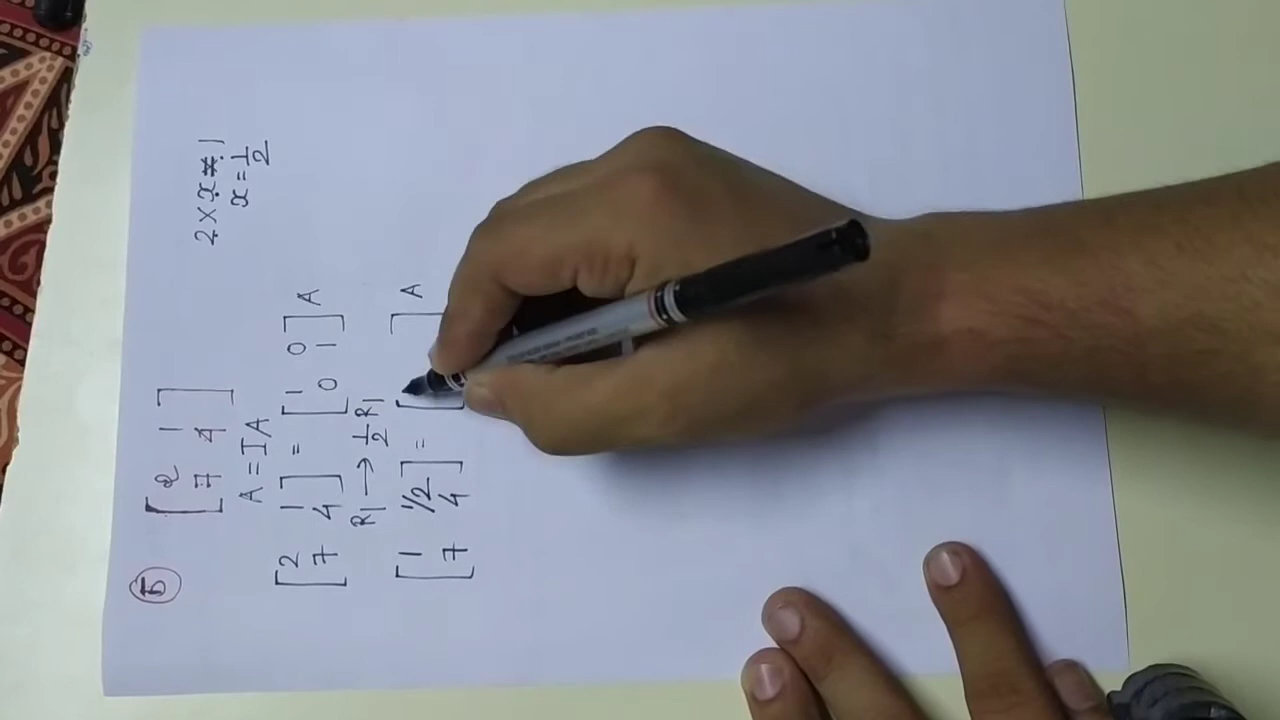 5
[2 1
7 4]
A = IA
[2 1
7 4] = [1 0
0 1] A
R1 → 1/2 R1
[1 1/2
7 4] = [ ] A
2 × x = 1
x = 1/2